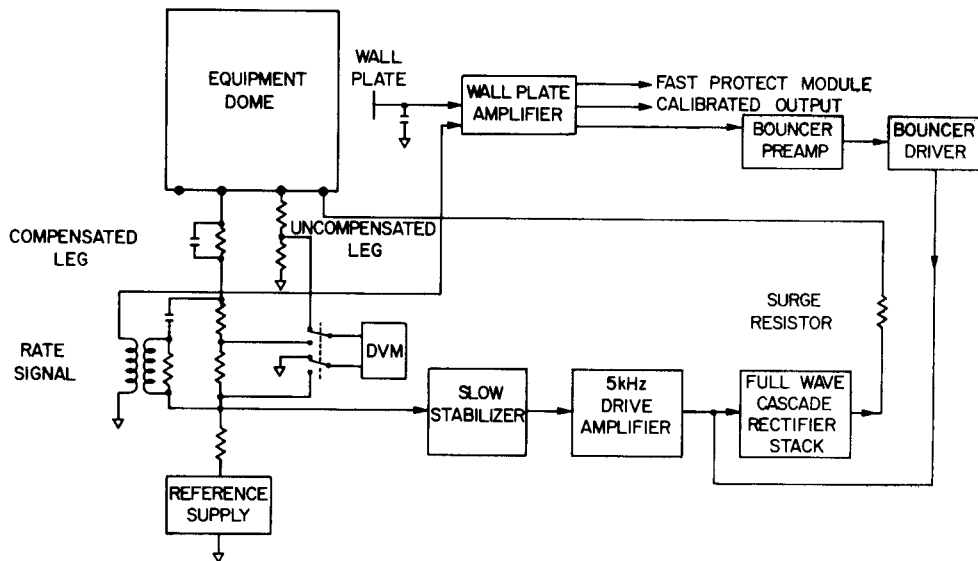 EQUIPMENT
DOME
WALL
PLATE
WALL PLATE
AMPLIFIER
FAST PROTECT MODULE
CALIBRATED OUTPUT
BOUNCER
PREAMP
BOUNCER
DRIVER
COMPENSATED
LEG
UNCOMPENSATED
LEG
RATE
SIGNAL
DVM
SURGE
RESISTOR
SLOW
STABILIZER
5kHz
DRIVE
AMPLIFIER
FULL WAVE
CASCADE
RECTIFIER
STACK
REFERENCE
SUPPLY